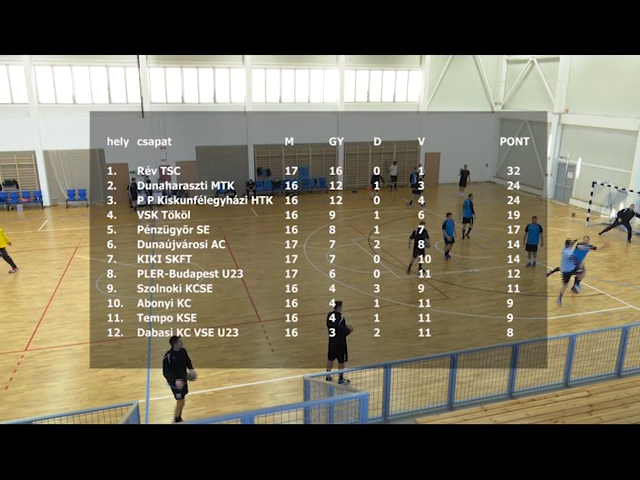 hely csapat M GY D V PONT
1. Rév TSC 17 16 0 1 32
2. Dunaharaszti MTK 16 12 1 3 24
3. P P Kiskunfélegyházi HTK 16 12 0 4 24
4. VSK Tököl 16 9 1 6 19
5. Pénzügyőr SE 16 8 1 7 17
6. Dunaújvárosi AC 17 7 2 8 14
7. KIKI SKFT 17 7 0 10 14
8. PLER-Budapest U23 17 6 0 11 12
9. Szolnoki KCSE 16 4 3 9 11
10. Abonyi KC 16 4 1 11 9
11. Tempo KSE 16 4 1 11 9
12. Dabasi KC VSE U23 16 3 2 11 8